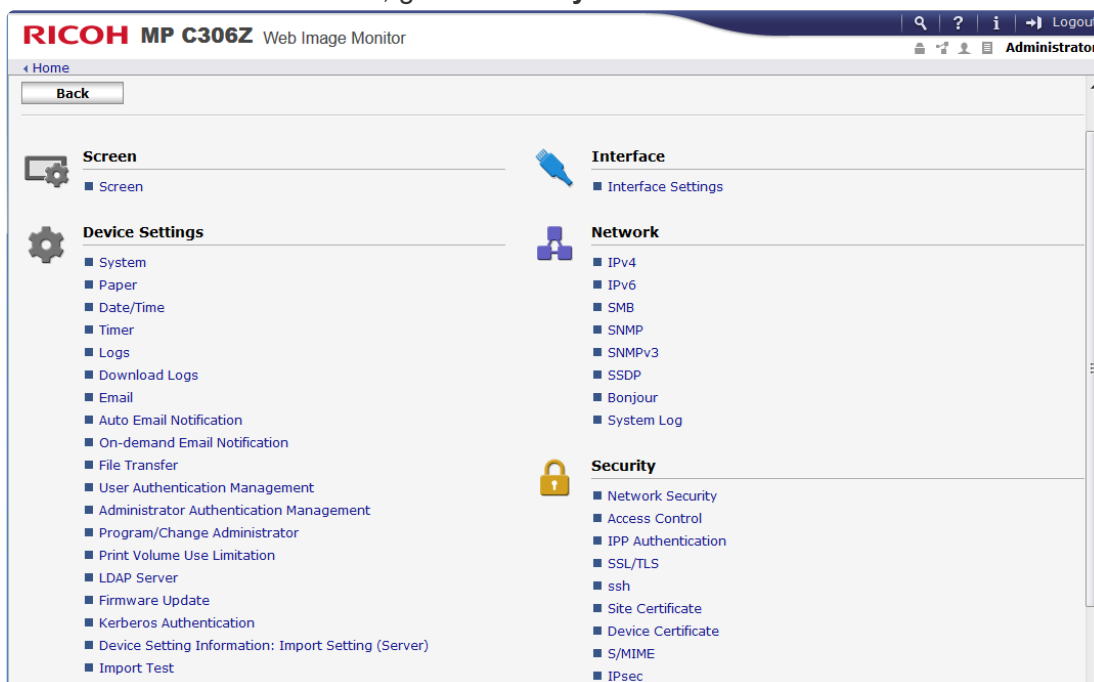 RICOH MP C306Z Web Image Monitor
? i Logout
Administrator
Home
Back
Screen
Screen
Device Settings
System
Paper
Date/Time
Timer
Logs
Download Logs
Email
Auto Email Notification
On-demand Email Notification
File Transfer
User Authentication Management
Administrator Authentication Management
Program/Change Administrator
Print Volume Use Limitation
LDAP Server
Firmware Update
Kerberos Authentication
Device Setting Information: Import Setting (Server)
Import Test
Interface
Interface Settings
Network
IPv4
IPv6
SMB
SNMP
SNMPv3
SSDP
Bonjour
System Log
Security
Network Security
Access Control
IPP Authentication
SSL/TLS
ssh
Site Certificate
Device Certificate
S/MIME
IPsec